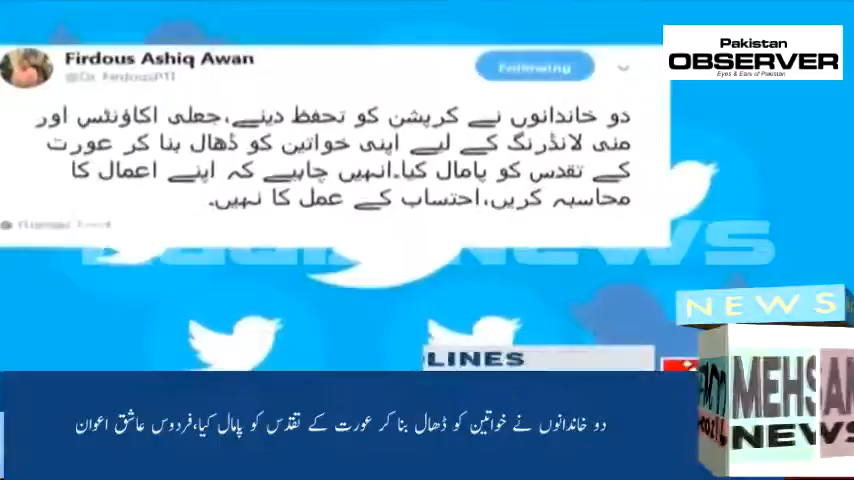 Firdous Ashiq Awan
@Dr_FirdousPTI
Following
Pakistan
OBSERVER
Eyes & Ears of Pakistan
دو خاندانوں نے کرپشن کو تحفظ دینے،جعلی اکاؤنٹس اور
منی لانڈرنگ کے لیے اپنی خواتین کو ڈھال بنا کر عورت
کے تقدس کو پامال کیا۔انہیں چاہیے کہ اپنے اعمال کا
محاسبہ کریں،احتساب کے عمل کا نہیں۔
News
NEWS
LINES
MEHSAN
NEWS
دو خاندانوں نے خواتین کو ڈھال بنا کر عورت کے تقدس کو پامال کیا،فردوس عاشق اعوان